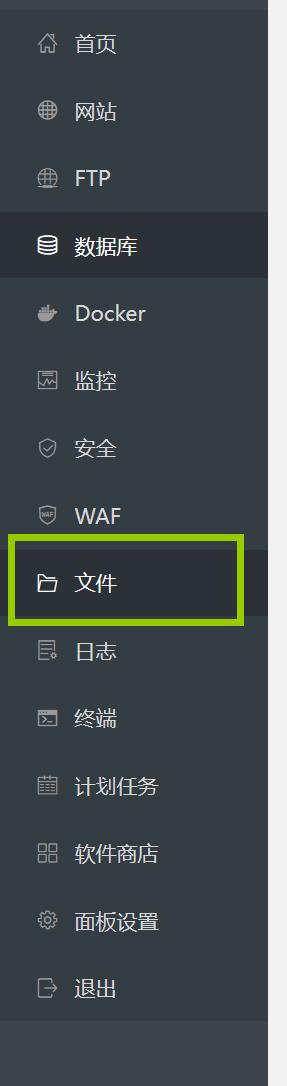 首页
网站
FTP
数据库
Docker
监控
安全
WAF
文件
日志
终端
计划任务
软件商店
面板设置
退出